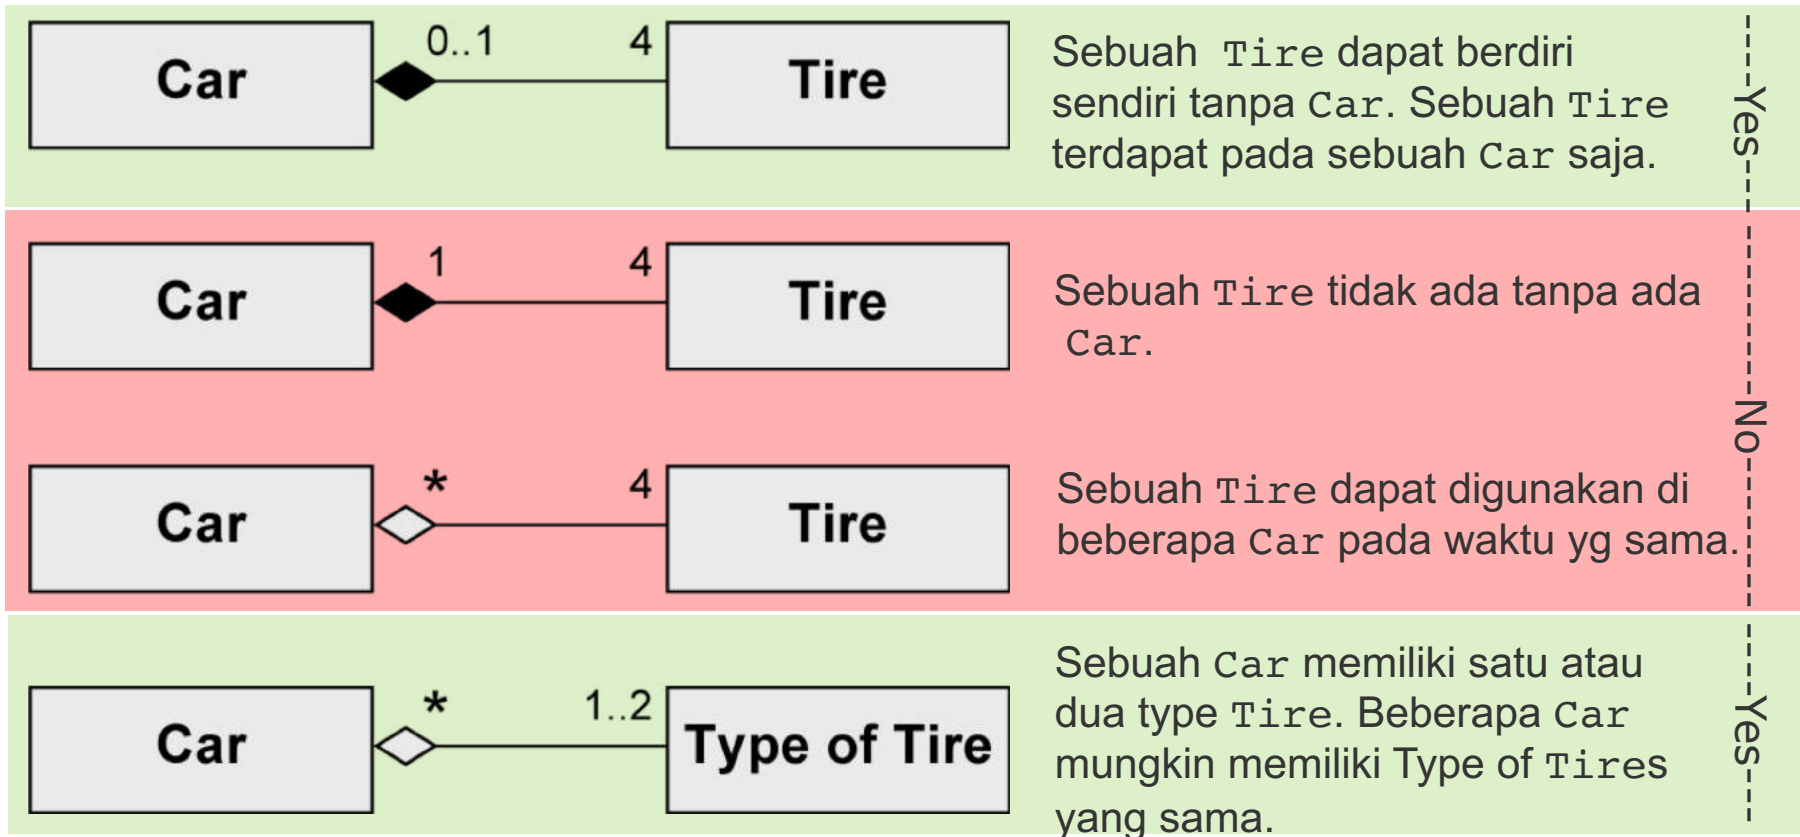 Car 0..1 4 Tire
Sebuah Tire dapat berdiri
sendiri tanpa Car. Sebuah Tire
terdapat pada sebuah Car saja.
Yes
Car 1 4 Tire
Sebuah Tire tidak ada tanpa ada
Car.
No
Car * 4 Tire
Sebuah Tire dapat digunakan di
beberapa Car pada waktu yg sama.
Car * 1..2 Type of Tire
Sebuah Car memiliki satu atau
dua type Tire. Beberapa Car
mungkin memiliki Type of Tires
yang sama.
Yes